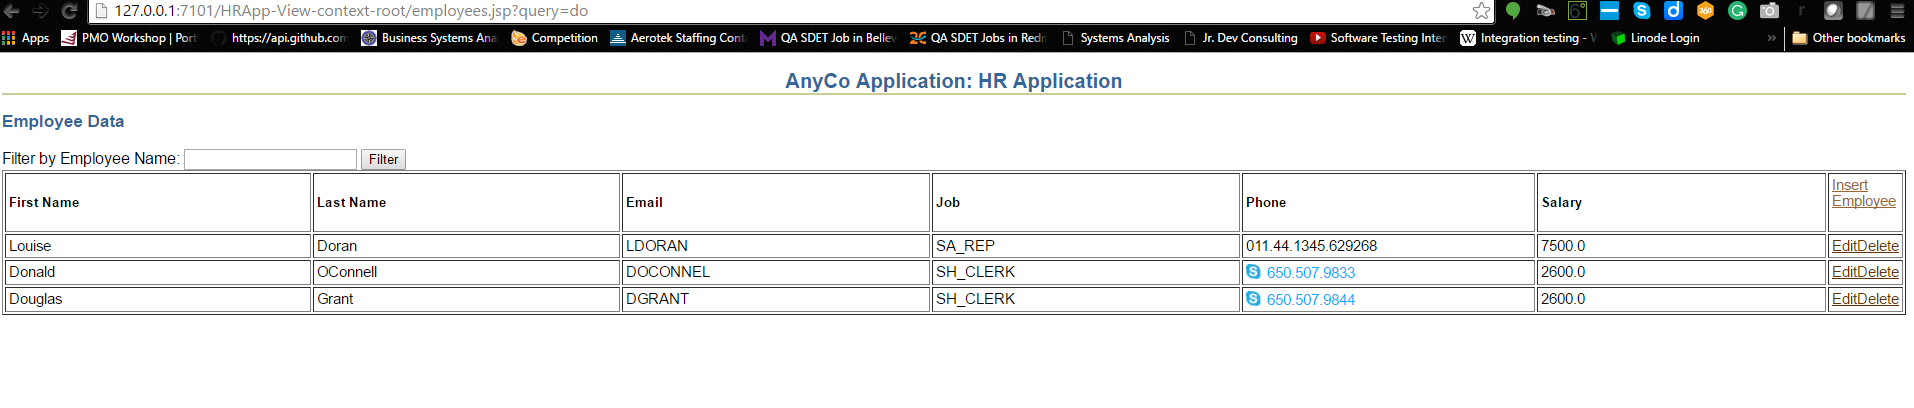 127.0.0.1:7101/HRApp-View-context-root/employees.jsp?query=do
Apps PMO Workshop | Port https://api.github.com Business Systems Ana Competition Aerotek Staffing Cont QA SDET Job in Bellev QA SDET Jobs in Redn Systems Analysis Jr. Dev Consulting Software Testing Inter Integration testing - W Linode Login » Other bookmarks
AnyCo Application: HR Application
Employee Data
Filter by Employee Name: Filter
First Name Last Name Email Job Phone Salary Insert Employee
Louise Doran LDORAN SA_REP 011.44.1345.629268 7500.0 EditDelete
Donald OConnell DOCONNEL SH_CLERK 650.507.9833 2600.0 EditDelete
Douglas Grant DGRANT SH_CLERK 650.507.9844 2600.0 EditDelete